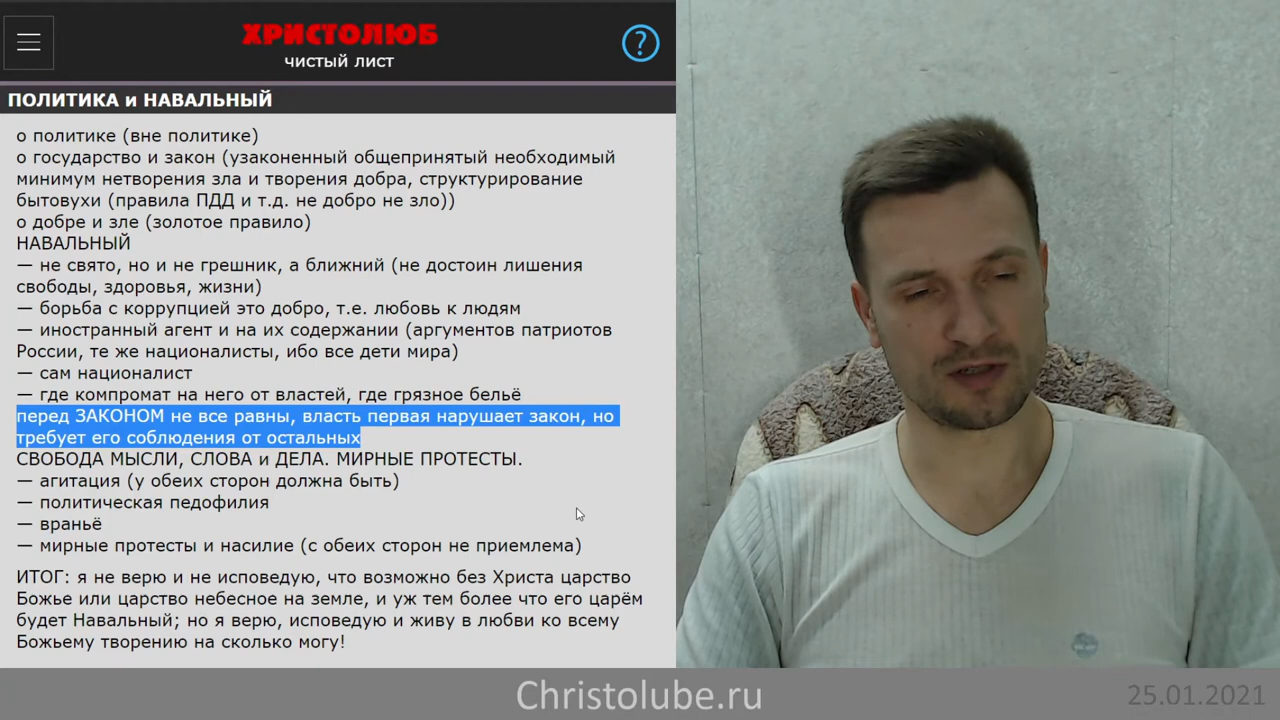 ХРИСТОЛЮБ
чистый лист
?
ПОЛИТИКА и НАВАЛЬНЫЙ
о политике (вне политике)
о государство и закон (узаконенный общепринятый необходимый
минимум нетворения зла и творения добра, структурирование
бытовухи (правила ПДД и т.д. не добро не зло))
о добре и зле (золотое правило)
НАВАЛЬНЫЙ
— не свято, но и не грешник, а ближний (не достоин лишения
свободы, здоровья, жизни)
— борьба с коррупцией это добро, т.е. любовь к людям
— иностранный агент и на их содержании (аргументов патриотов
России, те же националисты, ибо все дети мира)
— сам националист
— где компромат на него от властей, где грязное бельё
перед ЗАКОНОМ не все равны, власть первая нарушает закон, но
требует его соблюдения от остальных
СВОБОДА МЫСЛИ, СЛОВА и ДЕЛА. МИРНЫЕ ПРОТЕСТЫ.
— агитация (у обеих сторон должна быть)
— политическая педофилия
— враньё
— мирные протесты и насилие (с обеих сторон не приемлема)
ИТОГ: я не верю и не исповедую, что возможно без Христа царство
Божье или царство небесное на земле, и уж тем более что его царём
будет Навальный; но я верю, исповедую и живу в любви ко всему
Божьему творению на сколько могу!
Christolube.ru
25.01.2021